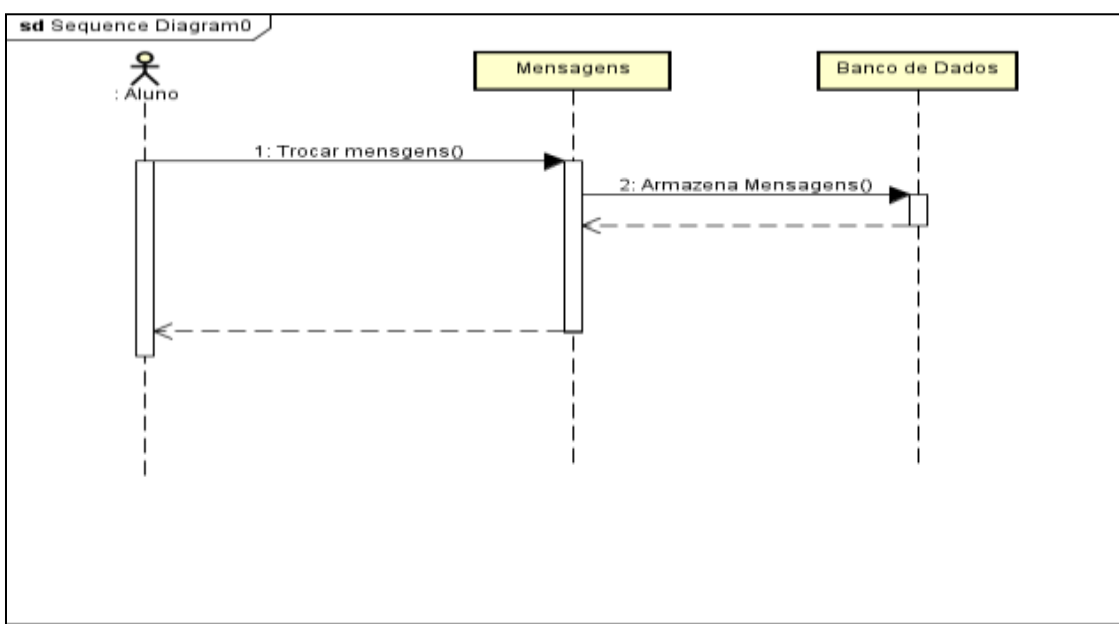 sd Sequence Diagram0
: Aluno
Mensagens
Banco de Dados
1: Trocar mensgens()
2: Armazena Mensagens()